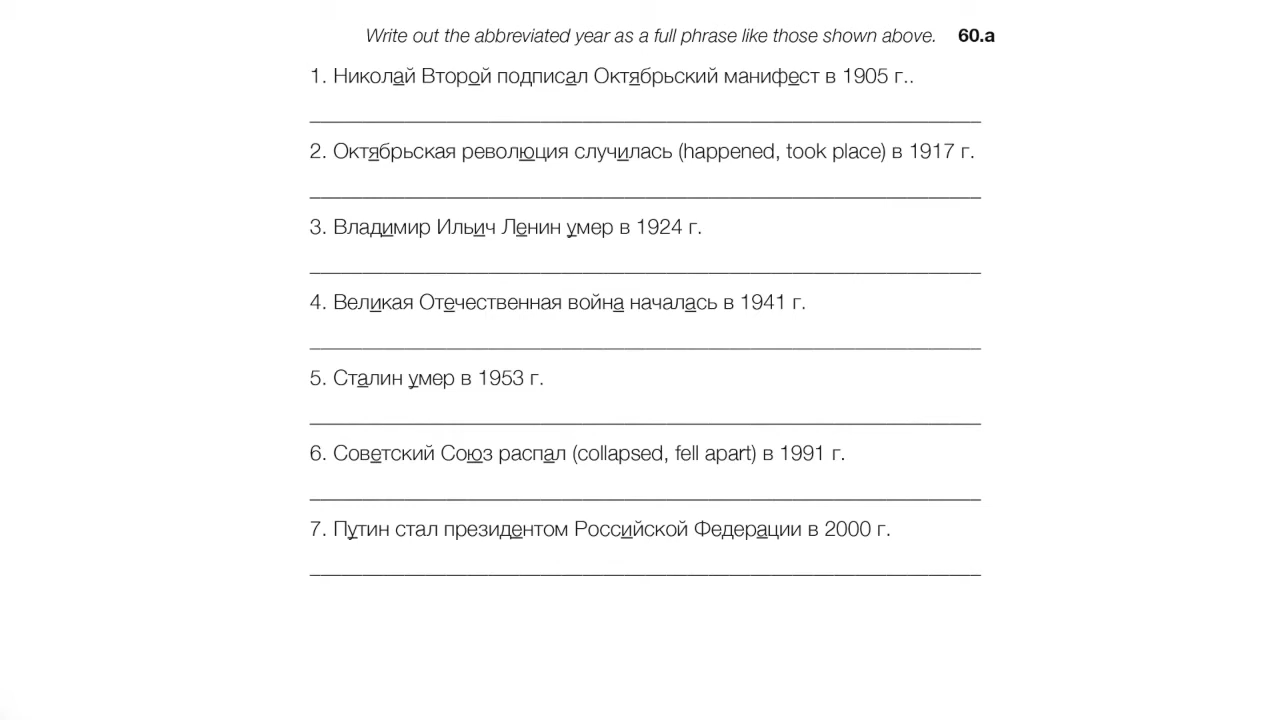 Write out the abbreviated year as a full phrase like those shown above. 60.a
1. Николай Второй подписал Октябрьский манифест в 1905 г..
2. Октябрьская революция случилась (happened, took place) в 1917 г.
3. Владимир Ильич Ленин умер в 1924 г.
4. Великая Отечественная война началась в 1941 г.
5. Сталин умер в 1953 г.
6. Советский Союз распал (collapsed, fell apart) в 1991 г.
7. Путин стал президентом Российской Федерации в 2000 г.